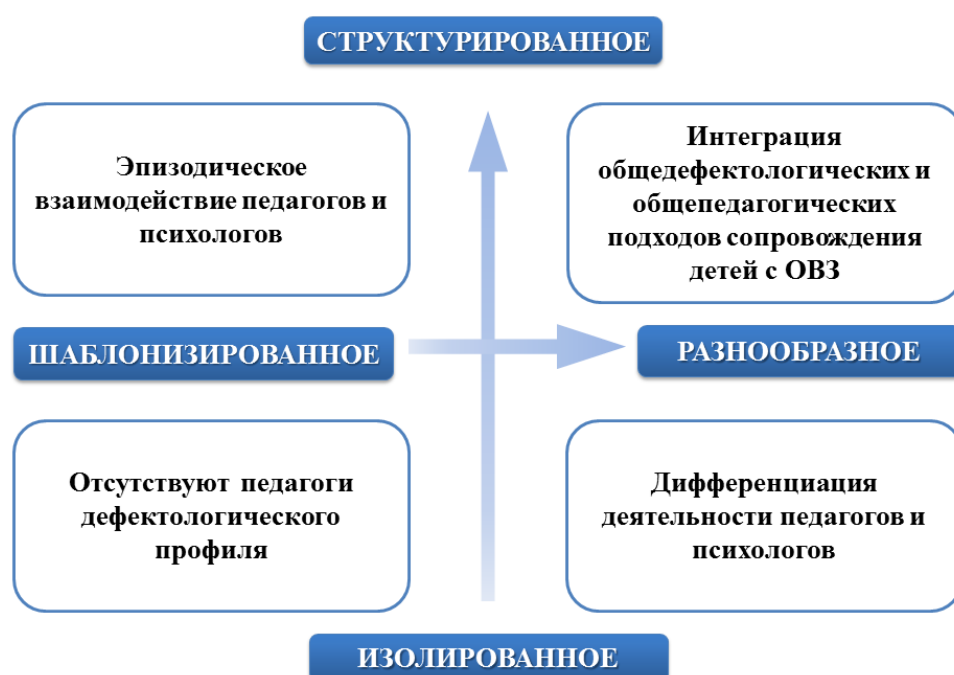 СТРУКТУРИРОВАННОЕ
Эпизодическое
взаимодействие педагогов и
психологов
Интеграция
общедефектологических и
общепедагогических
подходов сопровождения
детей с ОВЗ
ШАБЛОНИЗИРОВАННОЕ
РАЗНООБРАЗНОЕ
Отсутствуют педагоги
дефектологического
профиля
Дифференциация
деятельности педагогов и
психологов
ИЗОЛИРОВАННОЕ